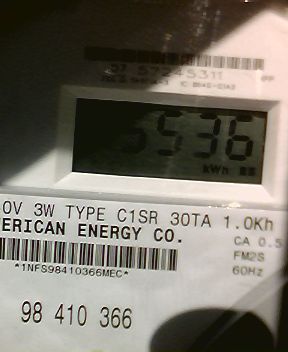 57245311
5536
kWh
0V 3W TYPE C1SR 30TA 1.0Kh
ERICAN ENERGY CO.
CA 0.5
FM2S
*1NFS98410366MEC*
60Hz
98 410 366